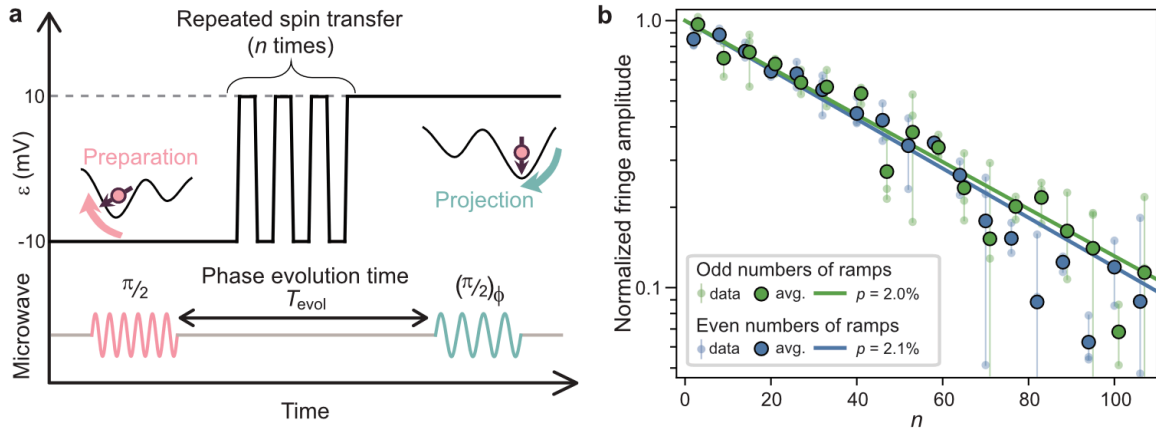 a
Repeated spin transfer
(n times)
10
ε (mV)
-10
Preparation
Projection
Microwave
π/2
Phase evolution time
T_evol
(π/2)_ϕ
Time
b
Normalized fringe amplitude
1.0
0.1
Odd numbers of ramps
data avg. p = 2.0%
Even numbers of ramps
data avg. p = 2.1%
0 20 40 60 80 100
n